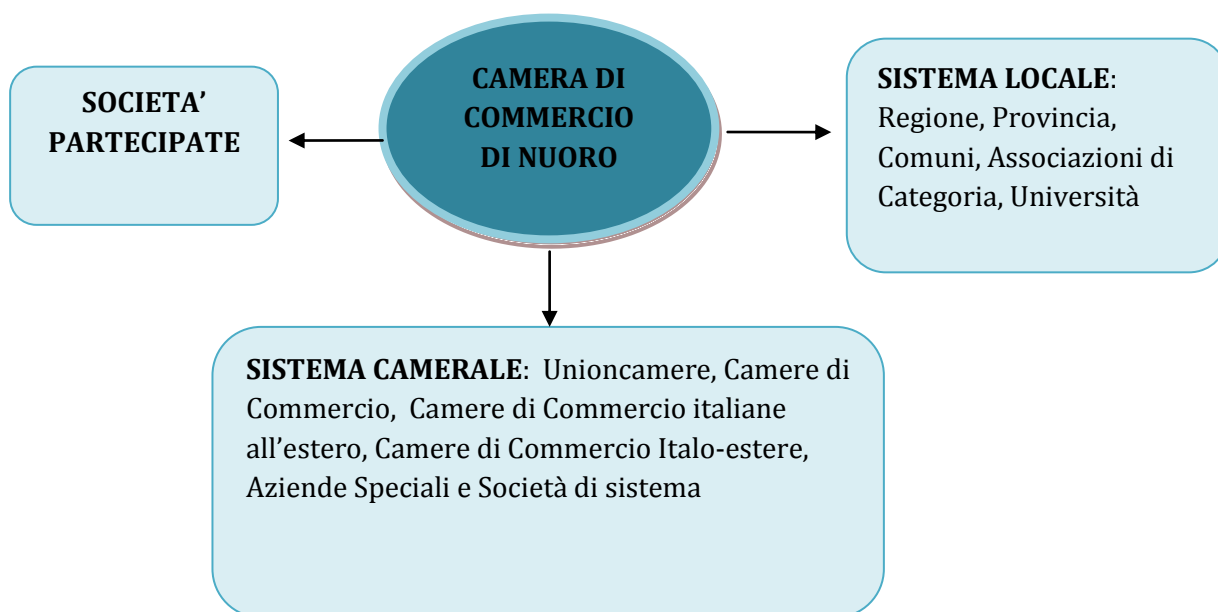 SOCIETA’
PARTECIPATE
CAMERA DI
COMMERCIO
DI NUORO
SISTEMA LOCALE:
Regione, Provincia,
Comuni, Associazioni di
Categoria, Università
SISTEMA CAMERALE: Unioncamere, Camere di
Commercio, Camere di Commercio italiane
all’estero, Camere di Commercio Italo-estere,
Aziende Speciali e Società di sistema